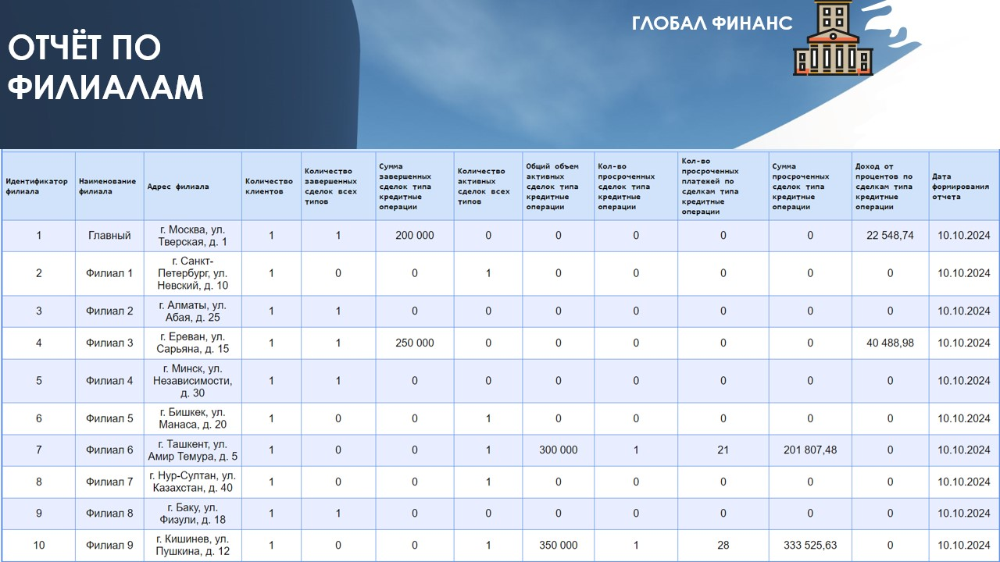 ГЛОБАЛ ФИНАНС
ОТЧЁТ ПО
ФИЛИАЛАМ
Идентификатор филиала Наименование филиала Адрес филиала Количество клиентов Количество завершенных сделок всех типов Сумма завершенных сделок типа кредитные операции Количество активных сделок всех типов Общий объем активных сделок типа кредитные операции Кол-во просроченных сделок типа кредитные операции Кол-во просроченных платежей по сделкам типа кредитные операции Сумма просроченных сделок типа кредитные операции Доход от процентов по сделкам типа кредитные операции Дата формирования отчета
1 Главный г. Москва, ул. Тверская, д. 1 1 1 200 000 0 0 0 0 0 22 548,74 10.10.2024
2 Филиал 1 г. Санкт-Петербург, ул. Невский, д. 10 1 0 0 1 0 0 0 0 0 10.10.2024
3 Филиал 2 г. Алматы, ул. Абая, д. 25 1 1 0 0 0 0 0 0 0 10.10.2024
4 Филиал 3 г. Ереван, ул. Сарьяна, д. 15 1 1 250 000 0 0 0 0 0 40 488,98 10.10.2024
5 Филиал 4 г. Минск, ул. Независимости, д. 30 1 1 0 0 0 0 0 0 0 10.10.2024
6 Филиал 5 г. Бишкек, ул. Манаса, д. 20 1 0 0 1 0 0 0 0 0 10.10.2024
7 Филиал 6 г. Ташкент, ул. Амир Темура, д. 5 1 0 0 1 300 000 1 21 201 807,48 0 10.10.2024
8 Филиал 7 г. Нур-Султан, ул. Казахстан, д. 40 1 0 0 1 0 0 0 0 0 10.10.2024
9 Филиал 8 г. Баку, ул. Физули, д. 18 1 1 0 0 0 0 0 0 0 10.10.2024
10 Филиал 9 г. Кишинев, ул. Пушкина, д. 12 1 0 0 1 350 000 1 28 333 525,63 0 10.10.2024